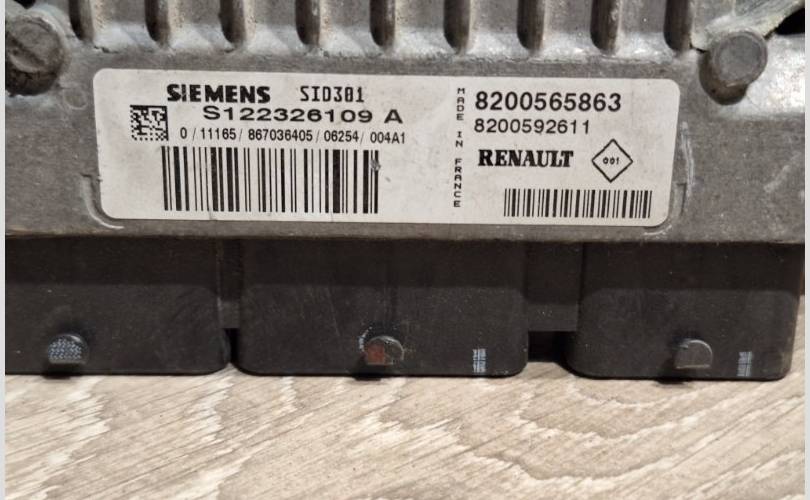 SIEMENS SID301
S122326109 A
0/11165/867036405/06254/004A1
MADE IN FRANCE
8200565863
8200592611
RENAULT 001